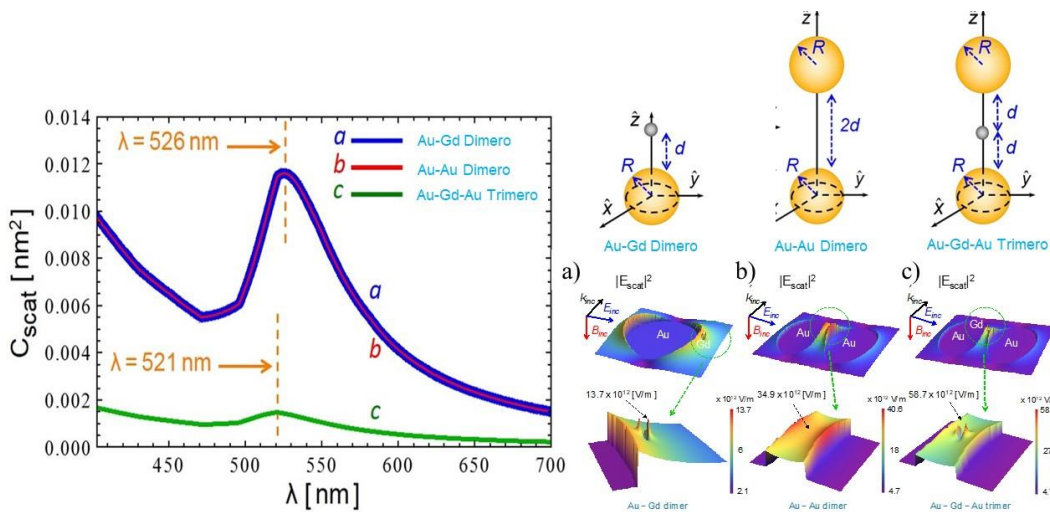 C_scat [ nm² ]
0.014
0.012
0.010
0.008
0.006
0.004
0.002
0.000
λ = 526 nm
λ = 521 nm
a Au-Gd Dimero
b Au-Au Dimero
c Au-Gd-Au Trimero
a
b
c
450 500 550 600 650 700
λ [ nm ]
ẑ
R
d
R
x̂
ŷ
Au-Gd Dimero
ẑ
R
2d
R
x̂
ŷ
Au-Au Dimero
ẑ
R
d
d
R
x̂
ŷ
Au-Gd-Au Trimero
a)
|E_scat|²
k_inc
E_inc
B_inc
Au
Gd
13.7 x 10¹² [V/m]
x 10¹² V/m
13.7
6
2.1
Au – Gd dimer
b)
|E_scat|²
k_inc
E_inc
B_inc
Au
Au
34.9 x 10¹² [V/m]
x 10¹² V/m
40.6
18
4.7
Au – Au dimer
c)
|E_scat|²
k_inc
E_inc
B_inc
Gd
Au
Au
58.7 x 10¹² [V/m]
x 10¹² V/m
58
27
4.
Au – Gd – Au trimer